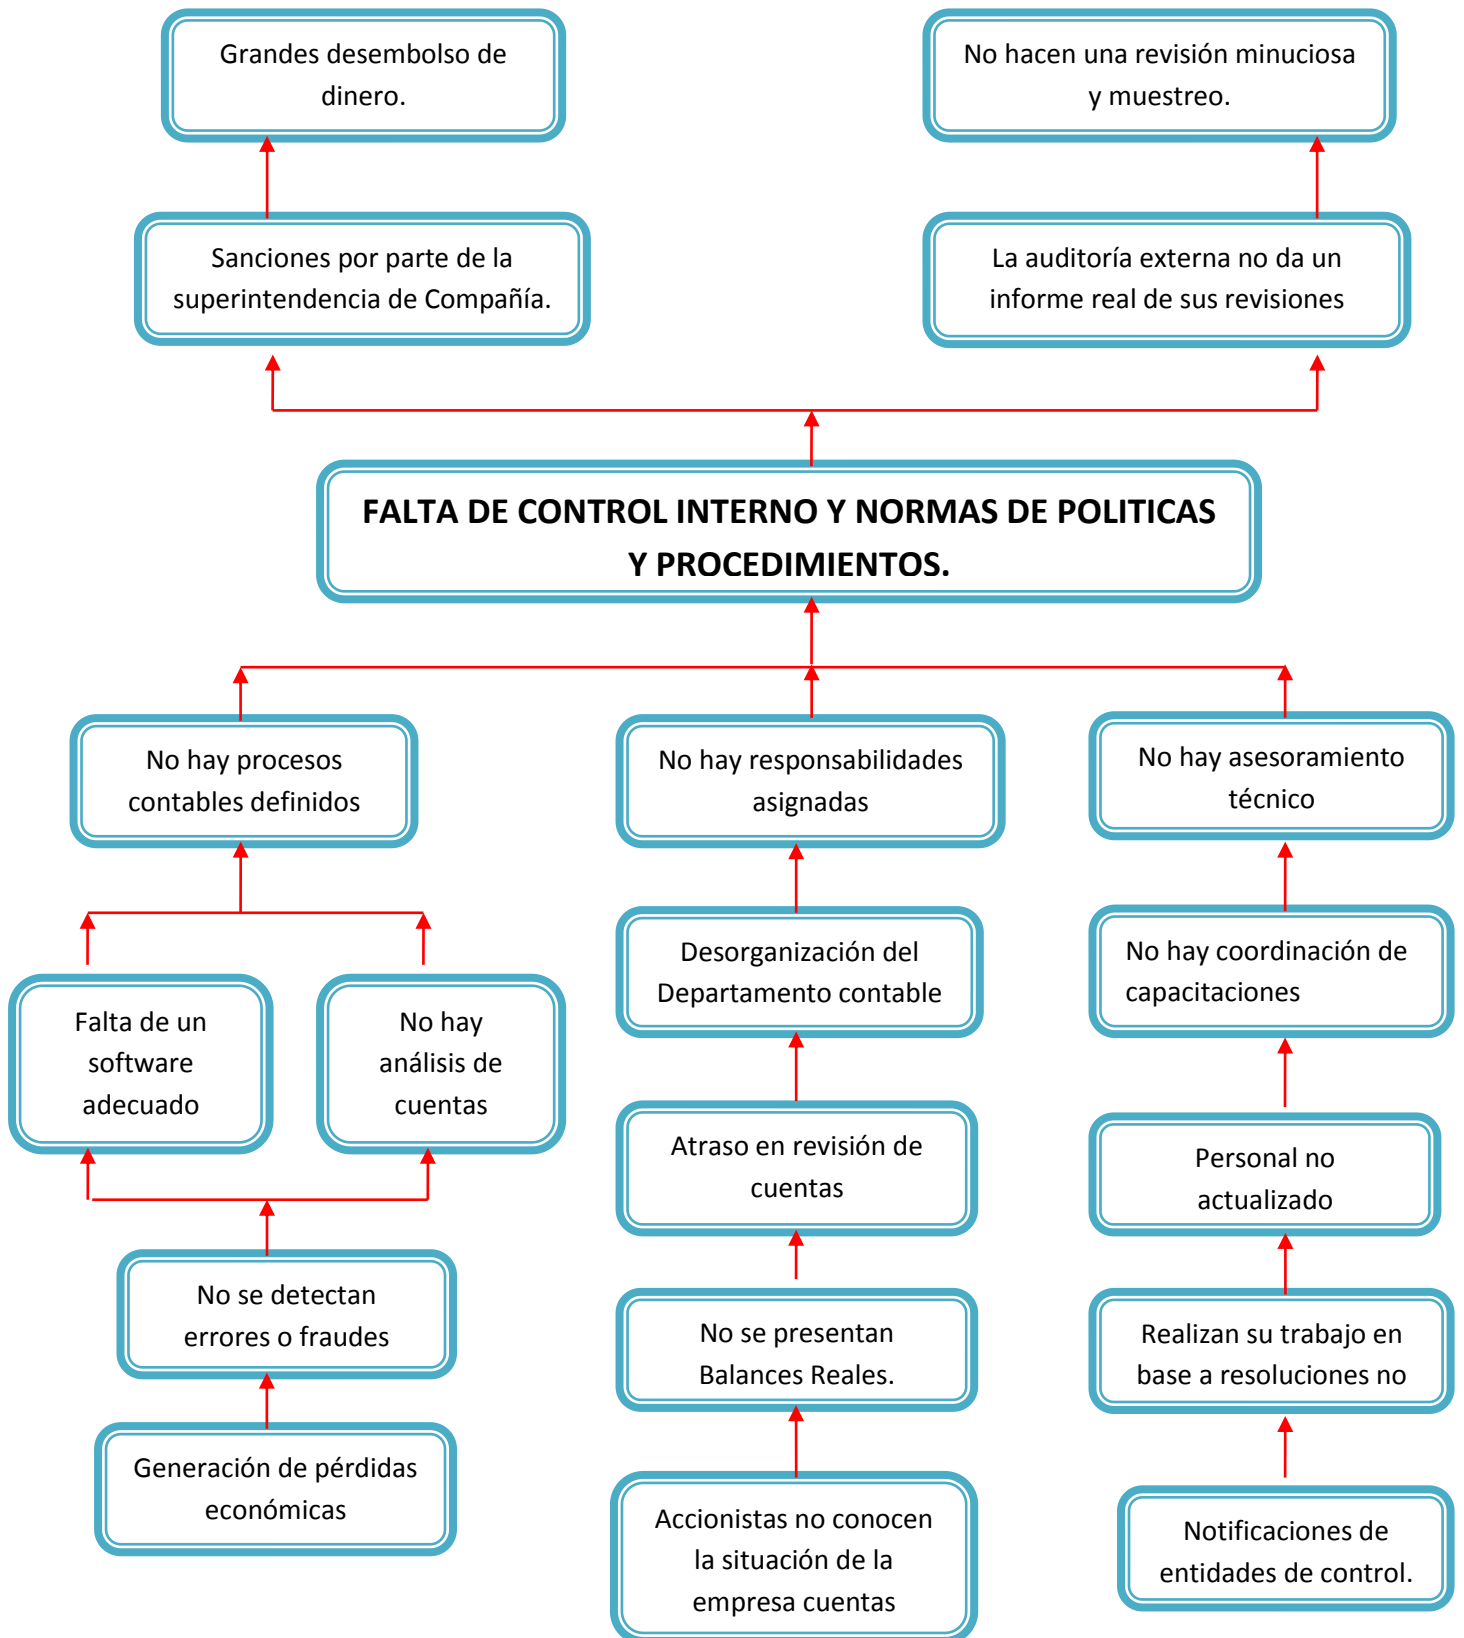 Grandes desembolso de
dinero.
No hacen una revisión minuciosa
y muestreo.
Sanciones por parte de la
superintendencia de Compañía.
La auditoría externa no da un
informe real de sus revisiones
FALTA DE CONTROL INTERNO Y NORMAS DE POLITICAS
Y PROCEDIMIENTOS.
No hay procesos
contables definidos
No hay responsabilidades
asignadas
No hay asesoramiento
técnico
Falta de un
software
adecuado
No hay
análisis de
cuentas
Desorganización del
Departamento contable
No hay coordinación de
capacitaciones
Atraso en revisión de
cuentas
Personal no
actualizado
No se detectan
errores o fraudes
No se presentan
Balances Reales.
Realizan su trabajo en
base a resoluciones no
Generación de pérdidas
económicas
Accionistas no conocen
la situación de la
empresa cuentas
Notificaciones de
entidades de control.